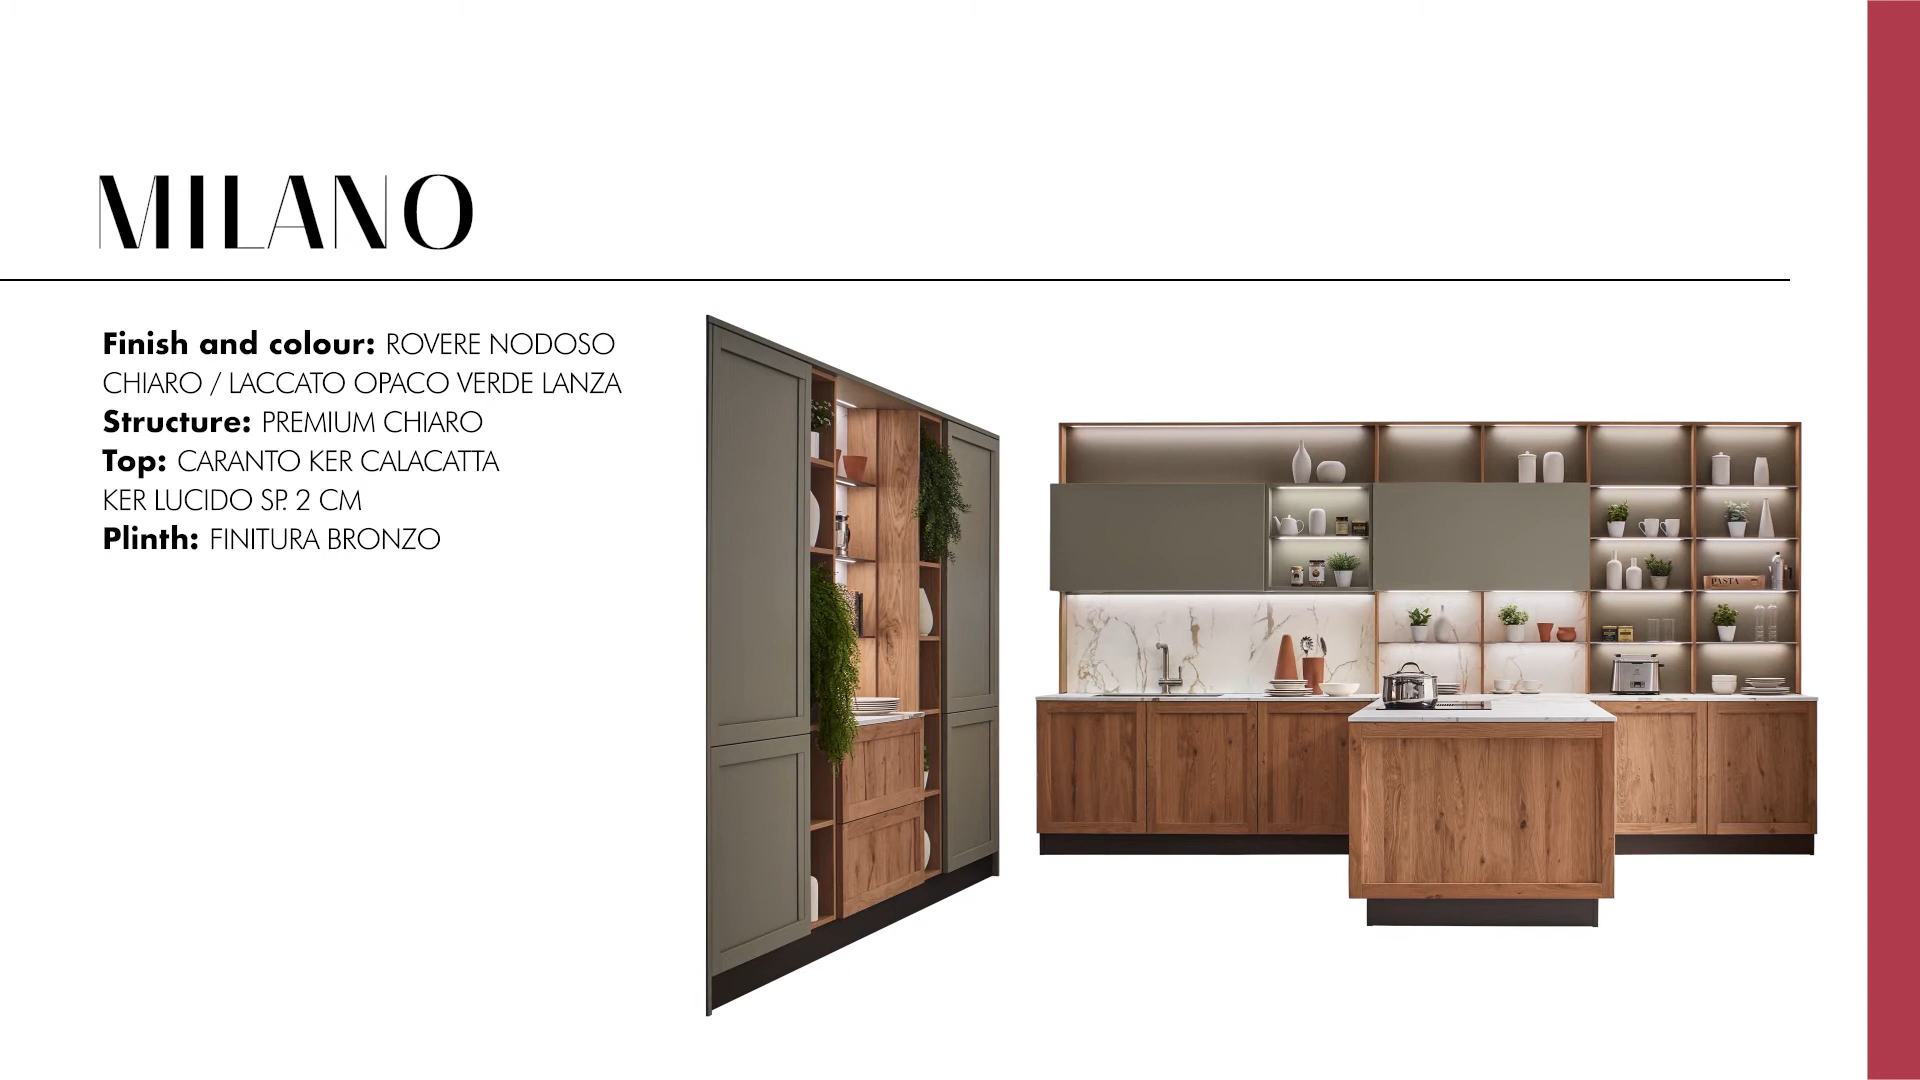 MILANO
Finish and colour: ROVERE NODOSO
CHIARO / LACCATO OPACO VERDE LANZA
Structure: PREMIUM CHIARO
Top: CARANTO KER CALACATTA
KER LUCIDO SP. 2 CM
Plinth: FINITURA BRONZO
PASTA